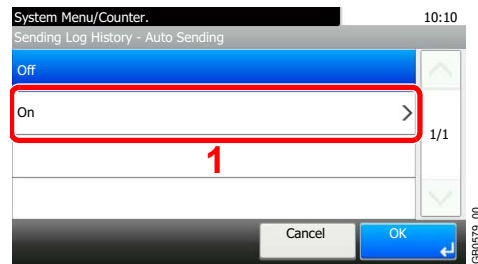 System Menu/Counter. 10:10
Sending Log History - Auto Sending
Off
On
1/1
1
Cancel OK
GB0579_00